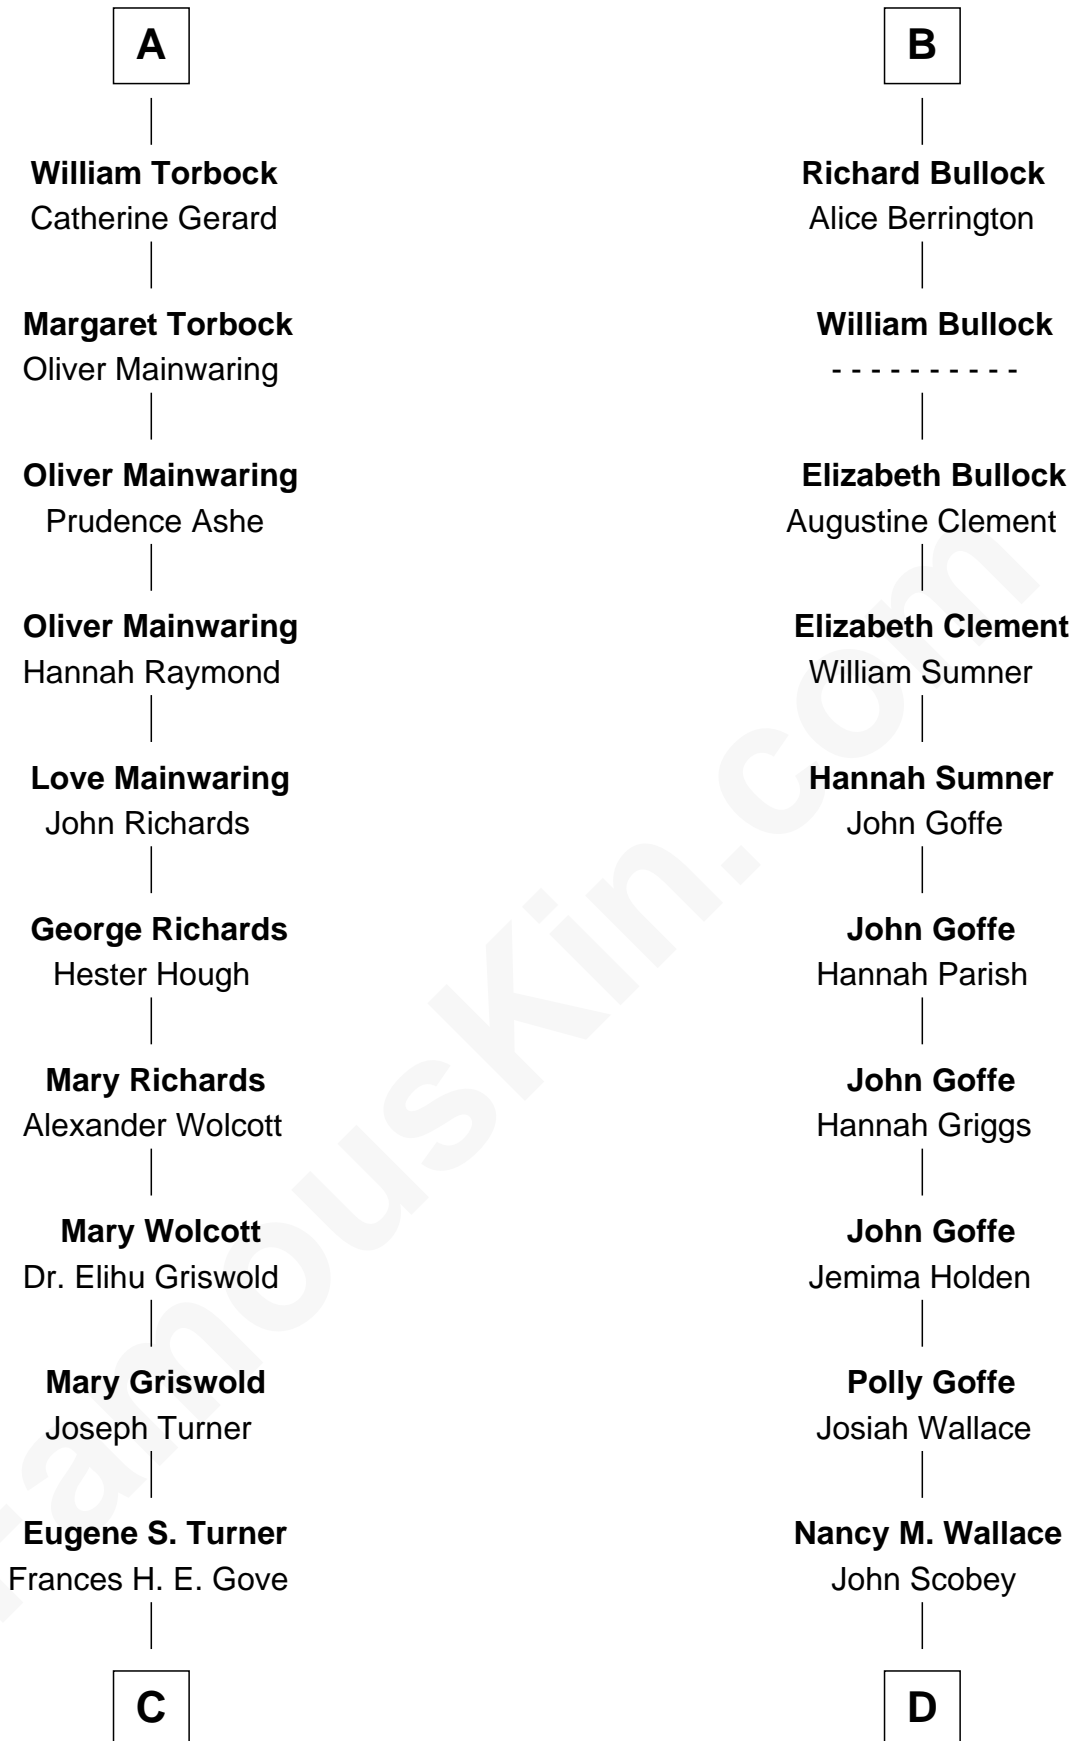 A
William Torbock
Catherine Gerard
Margaret Torbock
Oliver Mainwaring
Oliver Mainwaring
Prudence Ashe
Oliver Mainwaring
Hannah Raymond
Love Mainwaring
John Richards
George Richards
Hester Hough
Mary Richards
Alexander Wolcott
Mary Wolcott
Dr. Elihu Griswold
Mary Griswold
Joseph Turner
Eugene S. Turner
Frances H. E. Gove
C
B
Richard Bullock
Alice Berrington
William Bullock
- - - - - - - - - -
Elizabeth Bullock
Augustine Clement
Elizabeth Clement
William Sumner
Hannah Sumner
John Goffe
John Goffe
Hannah Parish
John Goffe
Hannah Griggs
John Goffe
Jemima Holden
Polly Goffe
Josiah Wallace
Nancy M. Wallace
John Scobey
D
FamousKin.com